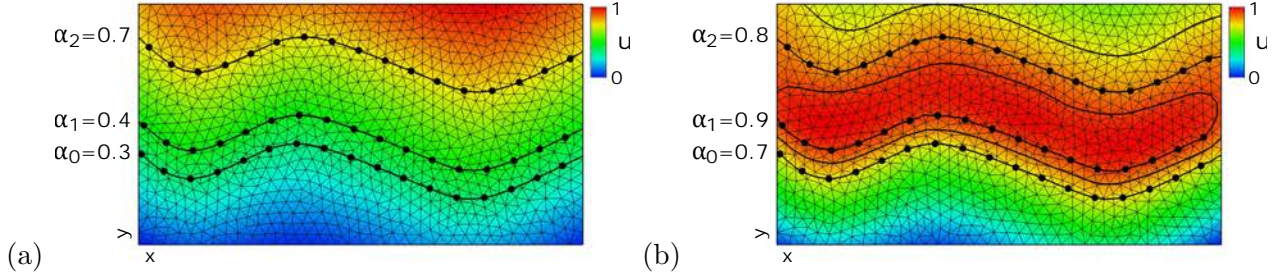 α₂=0.7
α₁=0.4
α₀=0.3
y
x
1
u
0
(a)
α₂=0.8
α₁=0.9
α₀=0.7
y
x
1
u
0
(b)